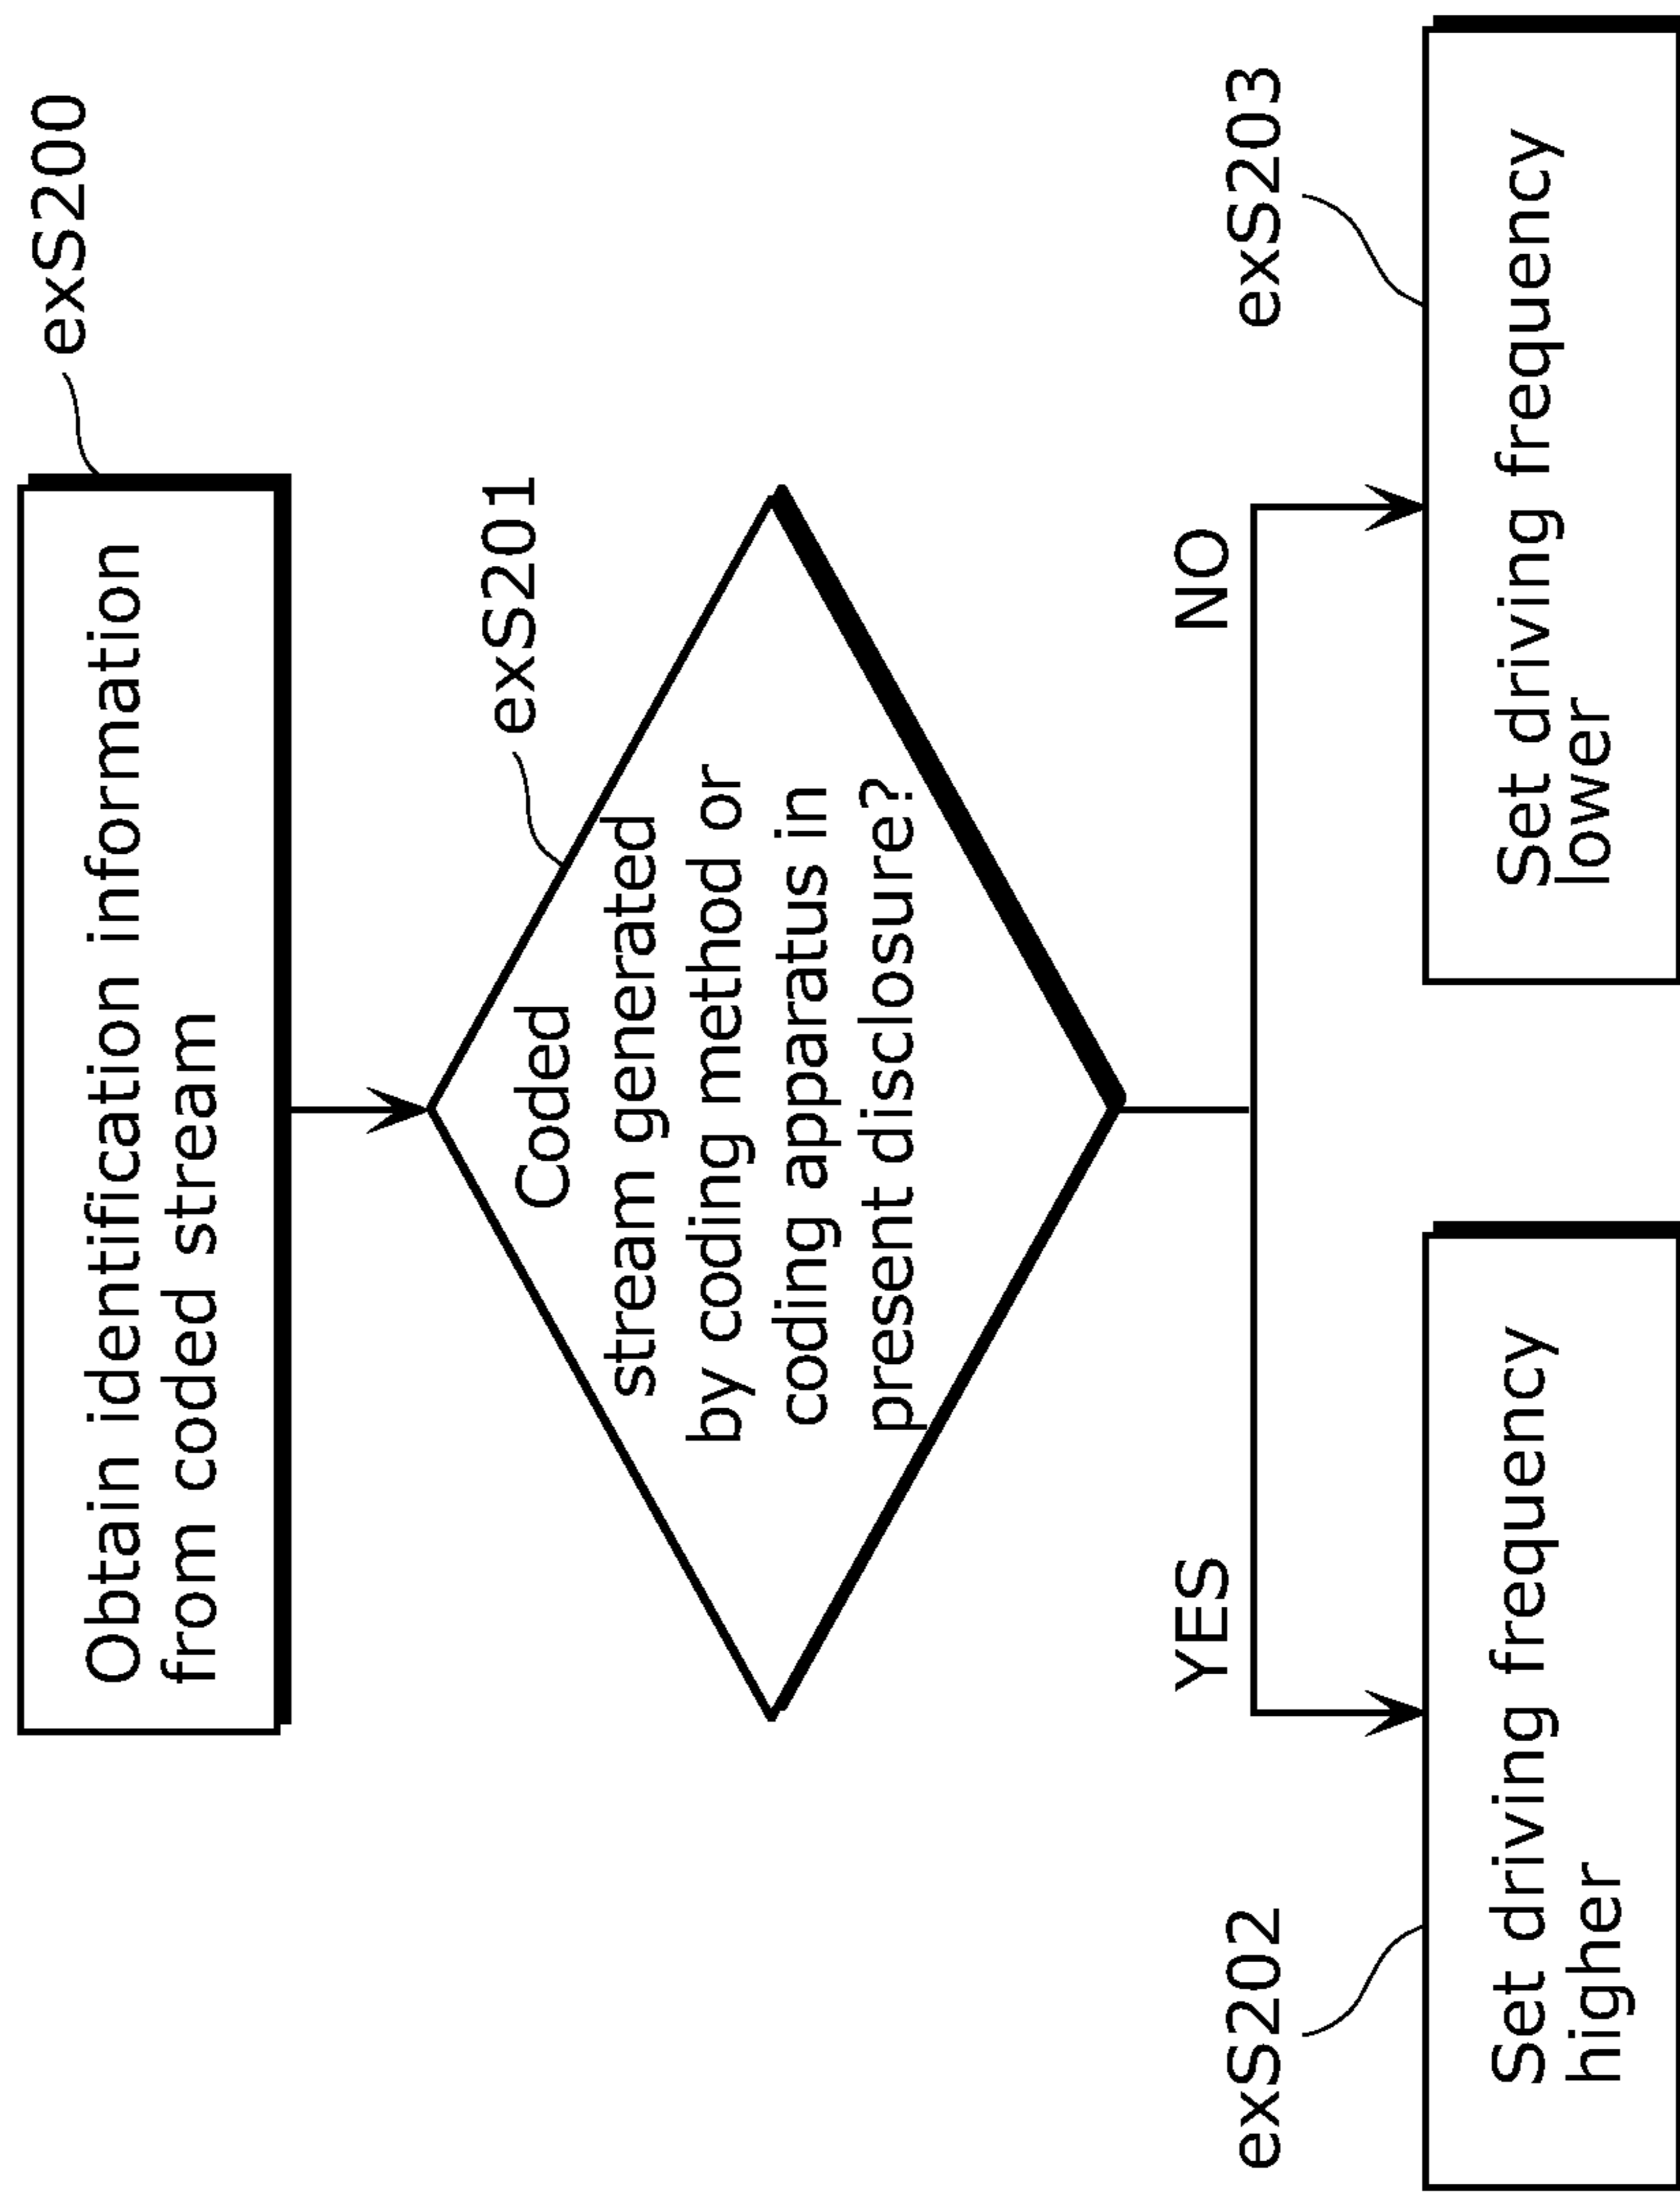 exS200
Obtain identification information
from coded stream
exS201
Coded
stream generated
by coding method or
coding apparatus in
present disclosure?
YES
NO
exS202
Set driving frequency
higher
exS203
Set driving frequency
lower